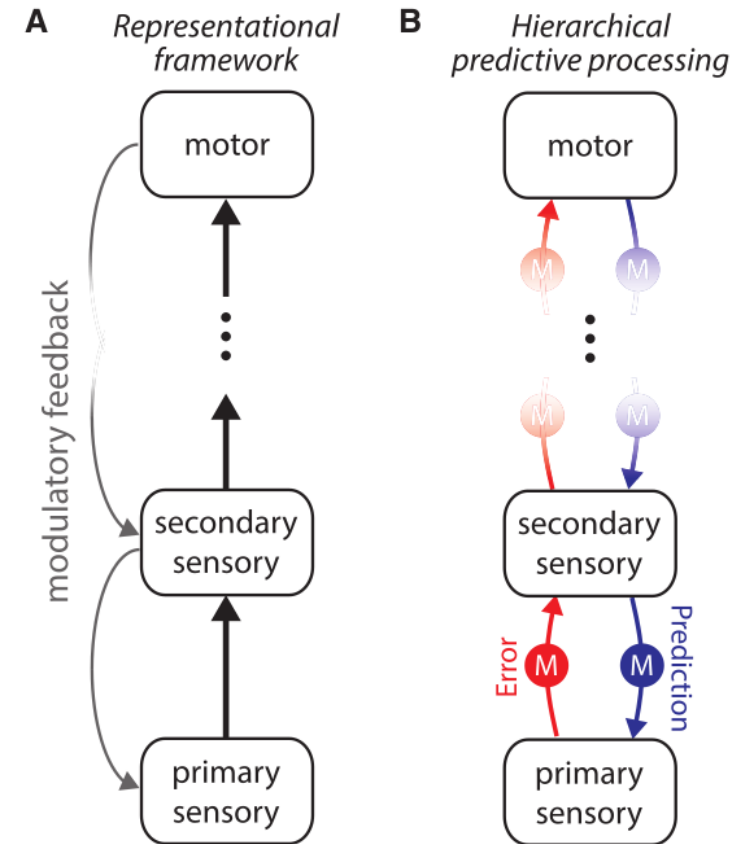 A
Representational
framework
motor
modulatory feedback
secondary
sensory
primary
sensory
B
Hierarchical
predictive processing
motor
M
M
M
M
secondary
sensory
Error
M
M
Prediction
primary
sensory